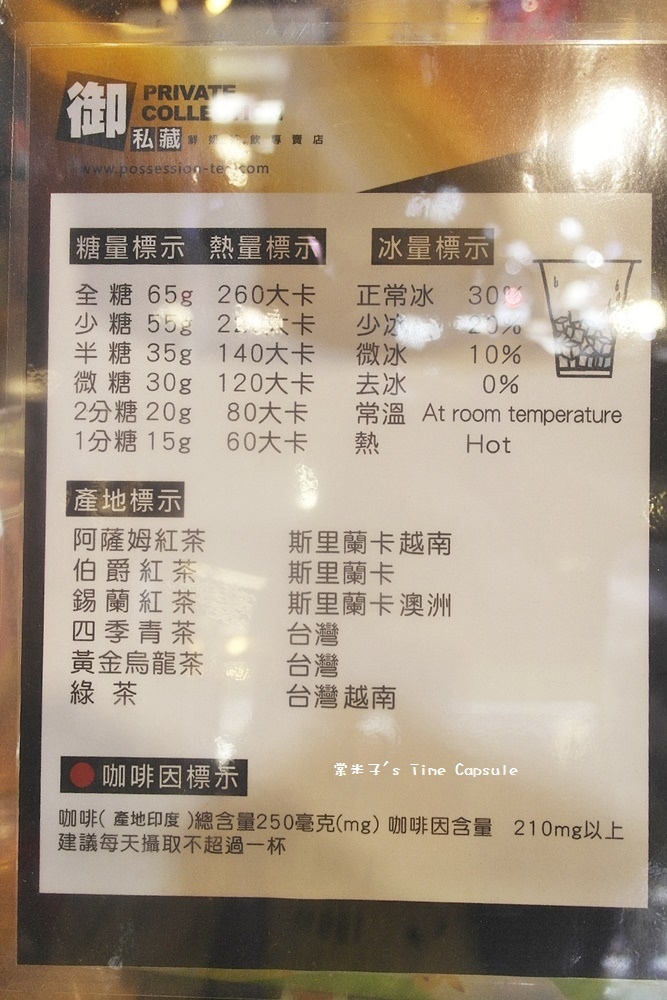 御 PRIVATE
私藏 專賣店
糖量標示 熱量標示 冰量標示
全糖 65g 260大卡 正常冰 30%
少糖 55g 大卡 少冰 20%
半糖 35g 140大卡 微冰 10%
微糖 30g 120大卡 去冰 0%
2分糖 20g 80大卡 常溫 At room temperature
1分糖 15g 60大卡 熱 Hot
產地標示
阿薩姆紅茶 斯里蘭卡越南
伯爵紅茶 斯里蘭卡
錫蘭紅茶 斯里蘭卡澳洲
四季青茶 台灣
黃金烏龍茶 台灣
綠茶 台灣越南
咖啡因標示
's Time Capsule
咖啡(產地印度)總含量250毫克(mg) 咖啡因含量 210mg以上
建議每天攝取不超過一杯